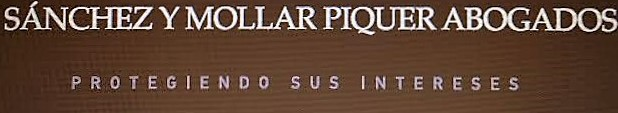 SÁNCHEZ Y MOLLAR PIQUER ABOGADOS
PROTEGIENDO SUS INTERESES